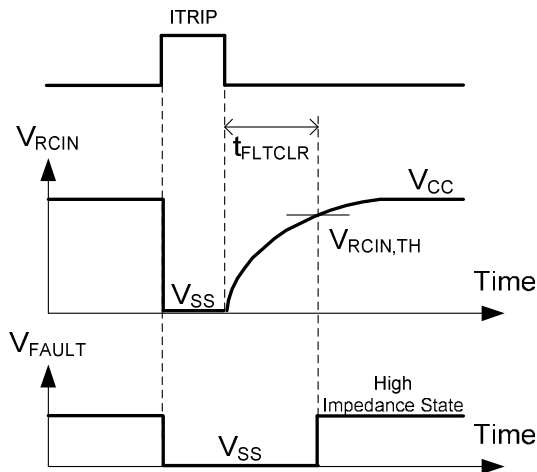 ITRIP
VRCIN
tFLTCLR
VCC
VRCIN,TH
VSS
Time
VFAULT
High
Impedance State
VSS
Time